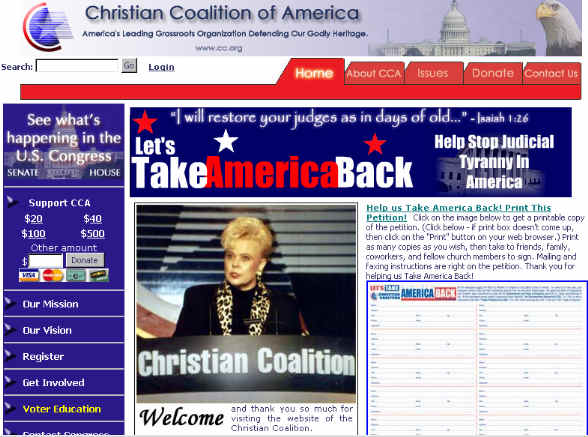 Christian Coalition of America
America's Leading Grassroots Organization Defending Our Godly Heritage.
www.cc.org
Search:
Go
Login
Home
About CCA
Issues
Donate
Contact Us
See what's
happening in the
U.S. Congress
SENATE HOUSE
Support CCA
$20 $40
$100 $500
Other amount
$
Donate
VISA
Our Mission
Our Vision
Register
Get Involved
Voter Education
Contact Congress
"I will restore your judges as in days of old..." - Isaiah 1:26
Let's
TakeAmericaBack
Help Stop Judicial
Tyranny In
America
Christian Coalition
Welcome and thank you so much for
visiting the website of the
Christian Coalition.
Help us Take America Back! Print This
Petition! Click on the image below to get a printable copy
of the petition. (Click below - if print box doesn't come up,
then click on the "Print" button on your web browser.) Print
as many copies as you wish, then take to friends, family,
coworkers, and fellow church members to sign. Mailing and
faxing instructions are right on the petition. Thank you for
helping us Take America Back!
LET'S TAKE
AMERICA BACK